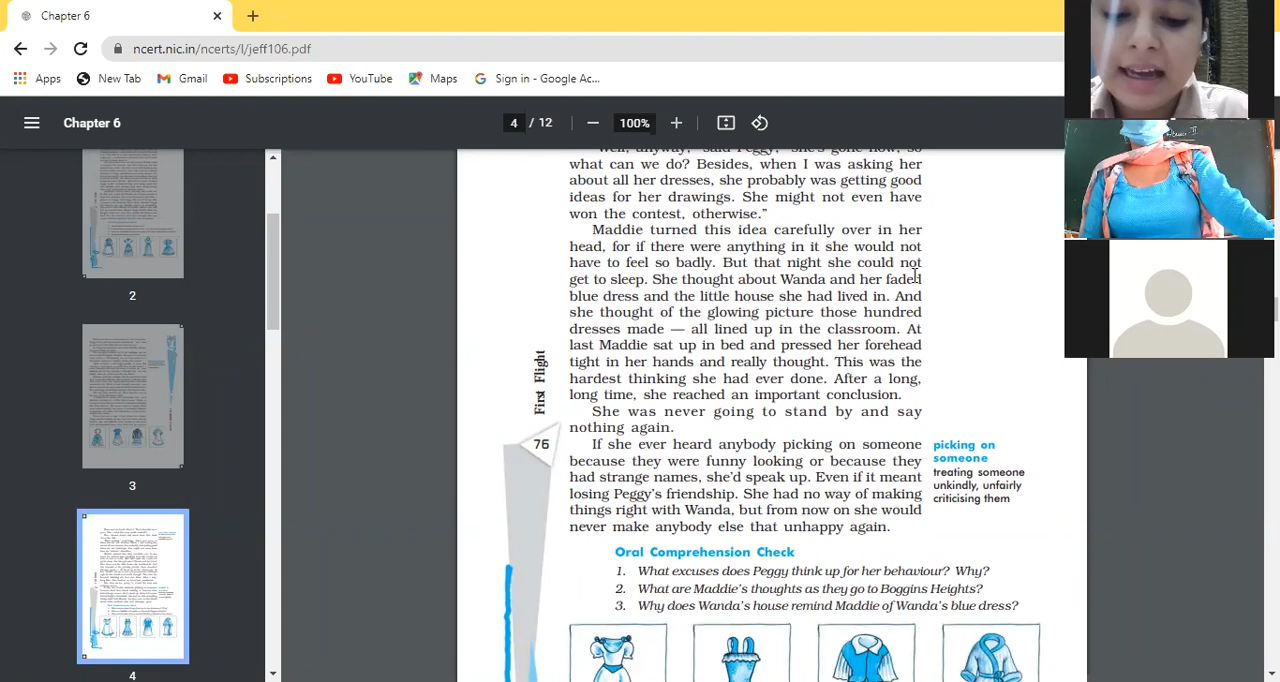 Chapter 6
ncert.nic.in/ncerts/l/jeff106.pdf
Apps New Tab Gmail Subscriptions YouTube Maps Sign in - Google Ac...
Chapter 6
4 / 12 100%
2
3
4
"Well, anyway," said Peggy, "she's gone now, so
what can we do? Besides, when I was asking her
about all her dresses, she probably was getting good
ideas for her drawings. She might not even have
won the contest, otherwise."
Maddie turned this idea carefully over in her
head, for if there were anything in it she would not
have to feel so badly. But that night she could not
get to sleep. She thought about Wanda and her faded
blue dress and the little house she had lived in. And
she thought of the glowing picture those hundred
dresses made — all lined up in the classroom. At
last Maddie sat up in bed and pressed her forehead
tight in her hands and really thought. This was the
hardest thinking she had ever done. After a long,
long time, she reached an important conclusion.
She was never going to stand by and say
nothing again.
If she ever heard anybody picking on someone
because they were funny looking or because they
had strange names, she'd speak up. Even if it meant
losing Peggy's friendship. She had no way of making
things right with Wanda, but from now on she would
never make anybody else that unhappy again.
First Flight
76
picking on
someone
treating someone
unkindly, unfairly
criticising them
Oral Comprehension Check
1. What excuses does Peggy think up for her behaviour? Why?
2. What are Maddie's thoughts as they go to Boggins Heights?
3. Why does Wanda's house remind Maddie of Wanda's blue dress?